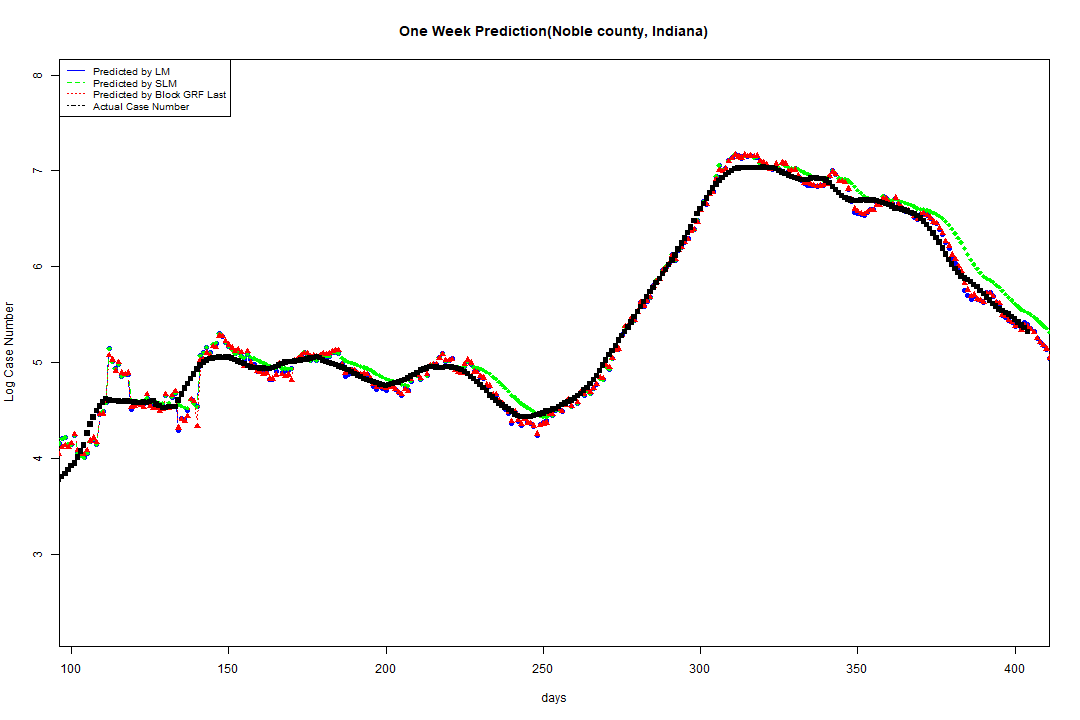 One Week Prediction(Noble county, Indiana)
Predicted by LM
Predicted by SLM
Predicted by Block GRF Last
Actual Case Number
8
7
6
5
4
3
Log Case Number
100 150 200 250 300 350 400
days